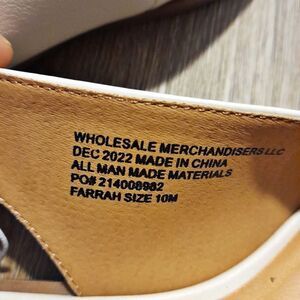 WHOLESALE MERCHANDISERS LLC
DEC 2022 MADE IN CHINA
ALL MAN MADE MATERIALS
PO# 214008982
FARRAH SIZE 10M